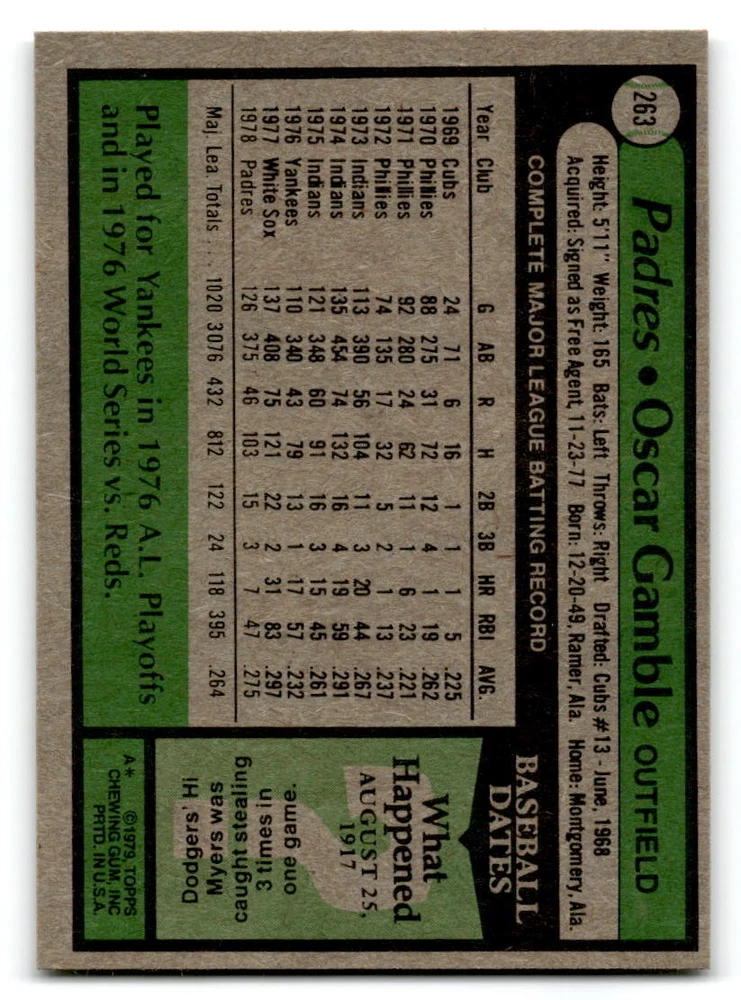 263
Padres • Oscar Gamble OUTFIELD
Height: 5'11" Weight: 165 Bats: Left Throws: Right Drafted: Cubs #13 - June, 1968
Acquired: Signed as Free Agent, 11-23-77 Born: 12-20-49, Ramer, Ala. Home: Montgomery, Ala.
COMPLETE MAJOR LEAGUE BATTING RECORD
Year Club G AB R H 2B 3B HR RBI AVG.
1969 Cubs 24 71 6 16 1 1 1 5 .225
1970 Phillies 88 275 31 72 12 4 1 19 .262
1971 Phillies 92 280 24 62 11 1 6 23 .221
1972 Phillies 74 135 17 32 5 2 1 13 .237
1973 Indians 113 390 56 104 11 3 20 44 .267
1974 Indians 135 454 74 132 16 4 19 59 .291
1975 Indians 121 348 60 91 16 3 15 45 .261
1976 Yankees 110 340 43 79 13 1 17 57 .232
1977 White Sox 137 408 75 121 22 2 31 83 .297
1978 Padres 126 375 46 103 15 3 7 47 .275
Maj. Lea. Totals . . . 1020 3076 432 812 122 24 118 395 .264
Played for Yankees in 1976 A.L. Playoffs
and in 1976 World Series vs. Reds.
BASEBALL
DATES
What
Happened
AUGUST 25,
1917
?
Dodgers' Hi
Myers was
caught stealing
3 times in
one game.
A* ©1979, TOPPS
CHEWING GUM, INC
PRTD. IN U.S.A.